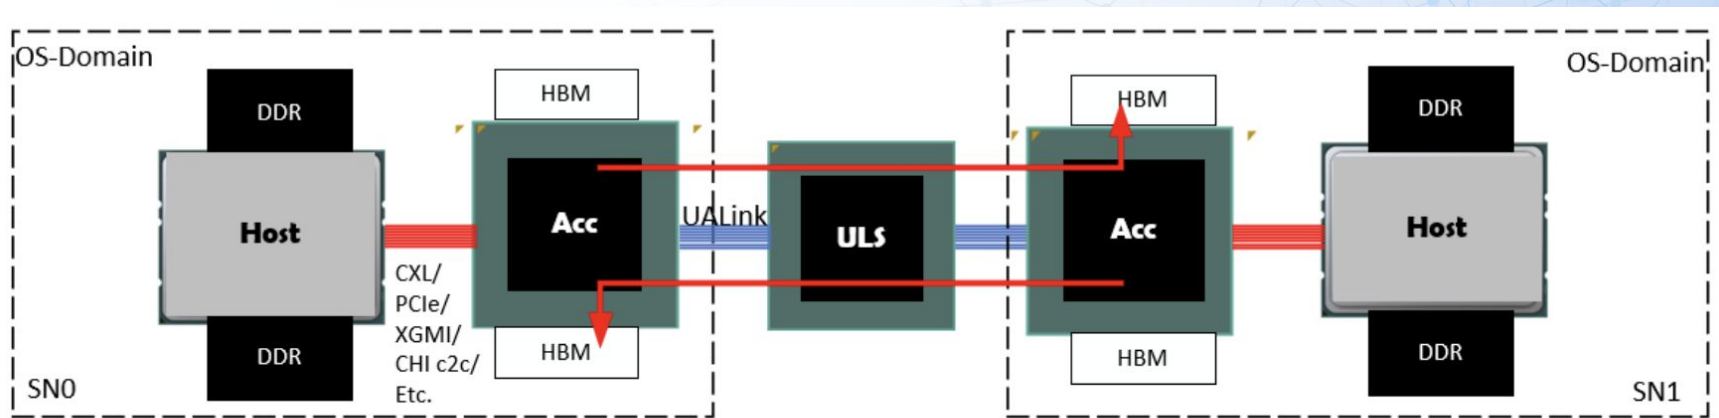 OS-Domain
DDR
HBM
Host
Acc
CXL/
PCIe/
XGMI/
CHI c2c/
Etc.
DDR
HBM
SN0
UALink
ULS
OS-Domain
HBM
DDR
Acc
Host
HBM
DDR
SN1